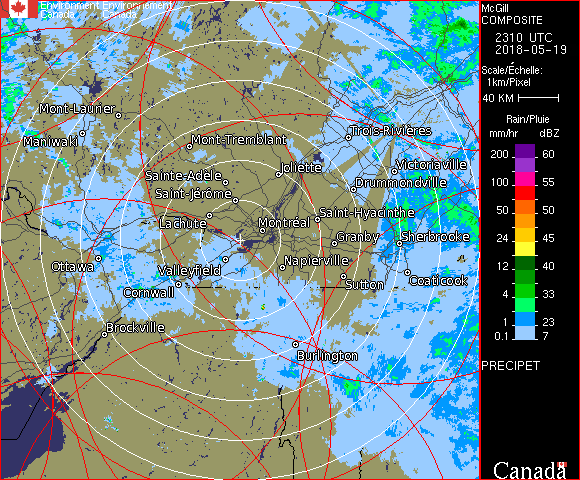 Environment Environnement
Canada Canada
McGill
COMPOSITE
2310 UTC
2018-05-19
Scale/Échelle:
1km/Pixel
40 KM
Rain/Pluie
mm/hr dBZ
200 60
155
100 55
85 50
50 50
24 45
12 40
4 33
1 23
0.1 7
PRECIPET
Canada
Mont-Laurier
Maniwaki
Mont-Tremblant
Trois-Rivières
Sainte-Adèle
Joliette
Victoriaville
Saint-Jérôme
Drummondville
Lachute
Montréal
Saint-Hyacinthe
Granby
Sherbrooke
Ottawa
Valleyfield
Napierville
Cornwall
Sutton
Coaticook
Brockville
Burlington